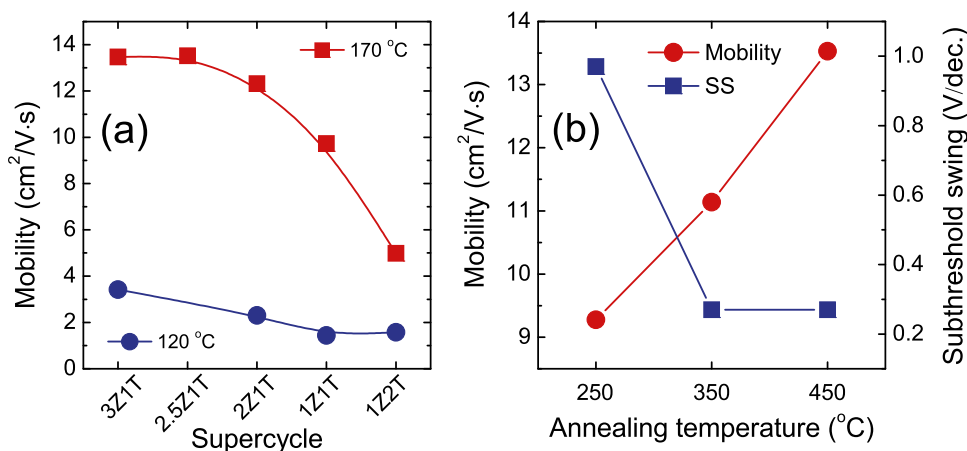 14
12
10
8
6
4
2
0
Mobility (cm²/V·s)
170 °C
(a)
120 °C
3Z1T
2.5Z1T
2Z1T
1Z1T
1Z2T
Supercycle
14
13
12
11
10
9
Mobility (cm²/V·s)
Mobility
SS
(b)
1.0
0.8
0.6
0.4
0.2
Subthreshold swing (V/dec.)
250
350
450
Annealing temperature (°C)